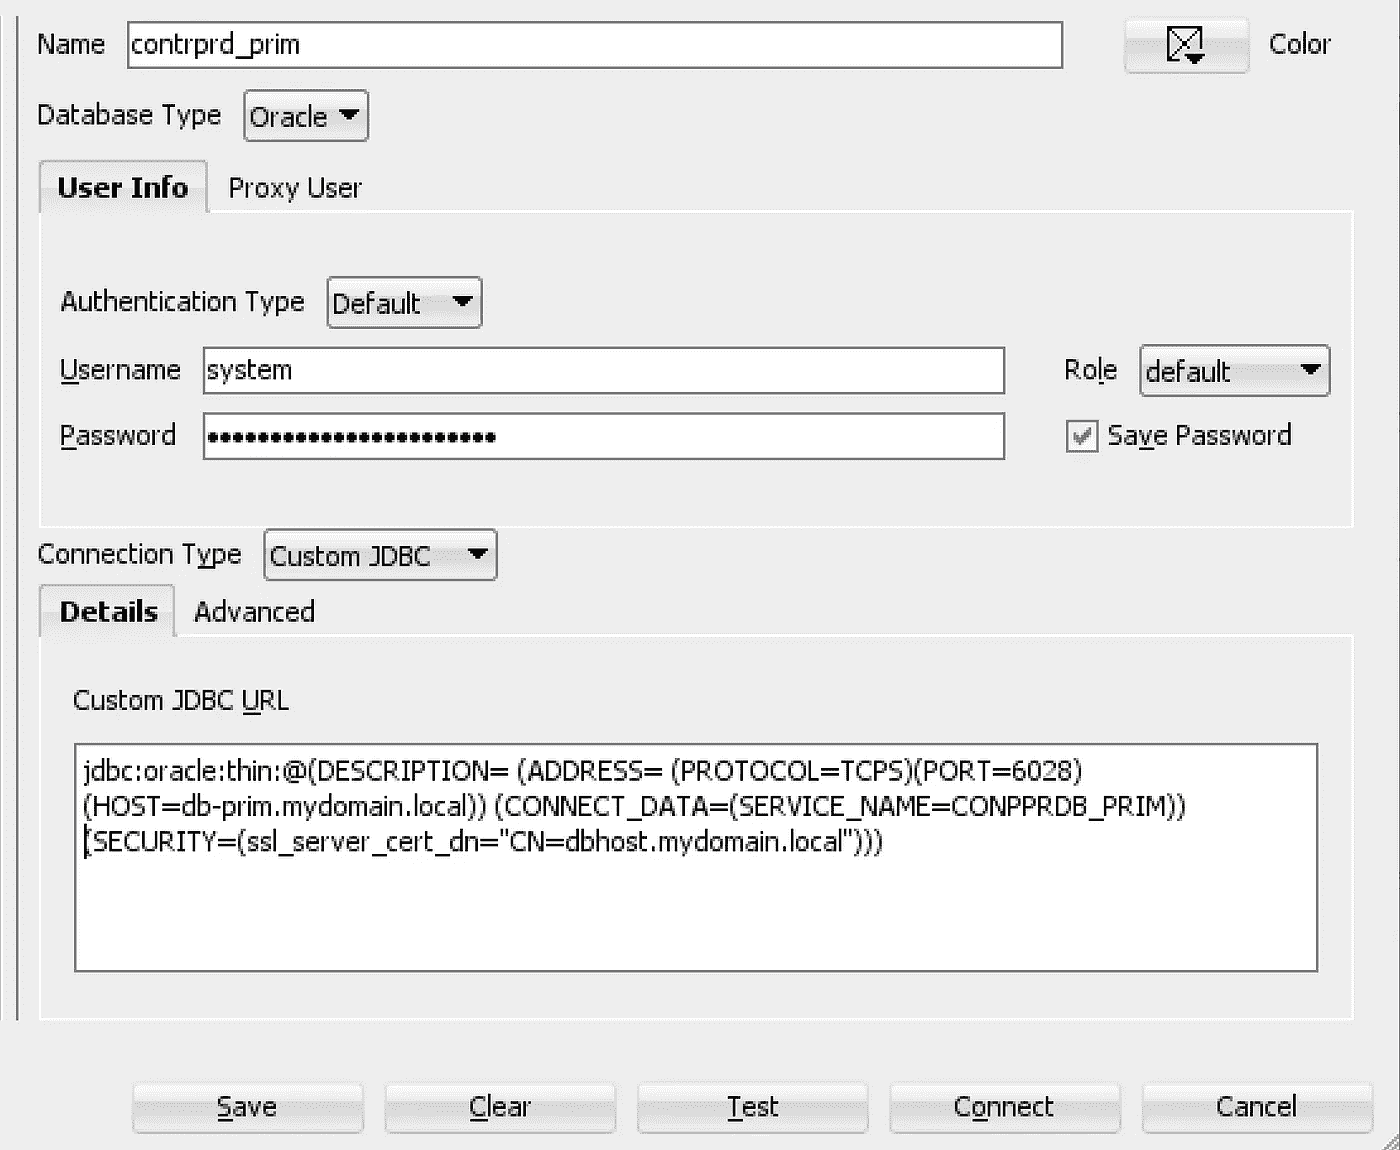 Name contrprd_prim Color
Database Type Oracle
User Info Proxy User
Authentication Type Default
Username system Role default
Password ••••••••••••••••••••••• Save Password
Connection Type Custom JDBC
Details Advanced
Custom JDBC URL
jdbc:oracle:thin:@(DESCRIPTION= (ADDRESS= (PROTOCOL=TCPS)(PORT=6028)
(HOST=db-prim.mydomain.local)) (CONNECT_DATA=(SERVICE_NAME=CONPPRDB_PRIM))
(SECURITY=(ssl_server_cert_dn="CN=dbhost.mydomain.local")))
Save Clear Test Connect Cancel